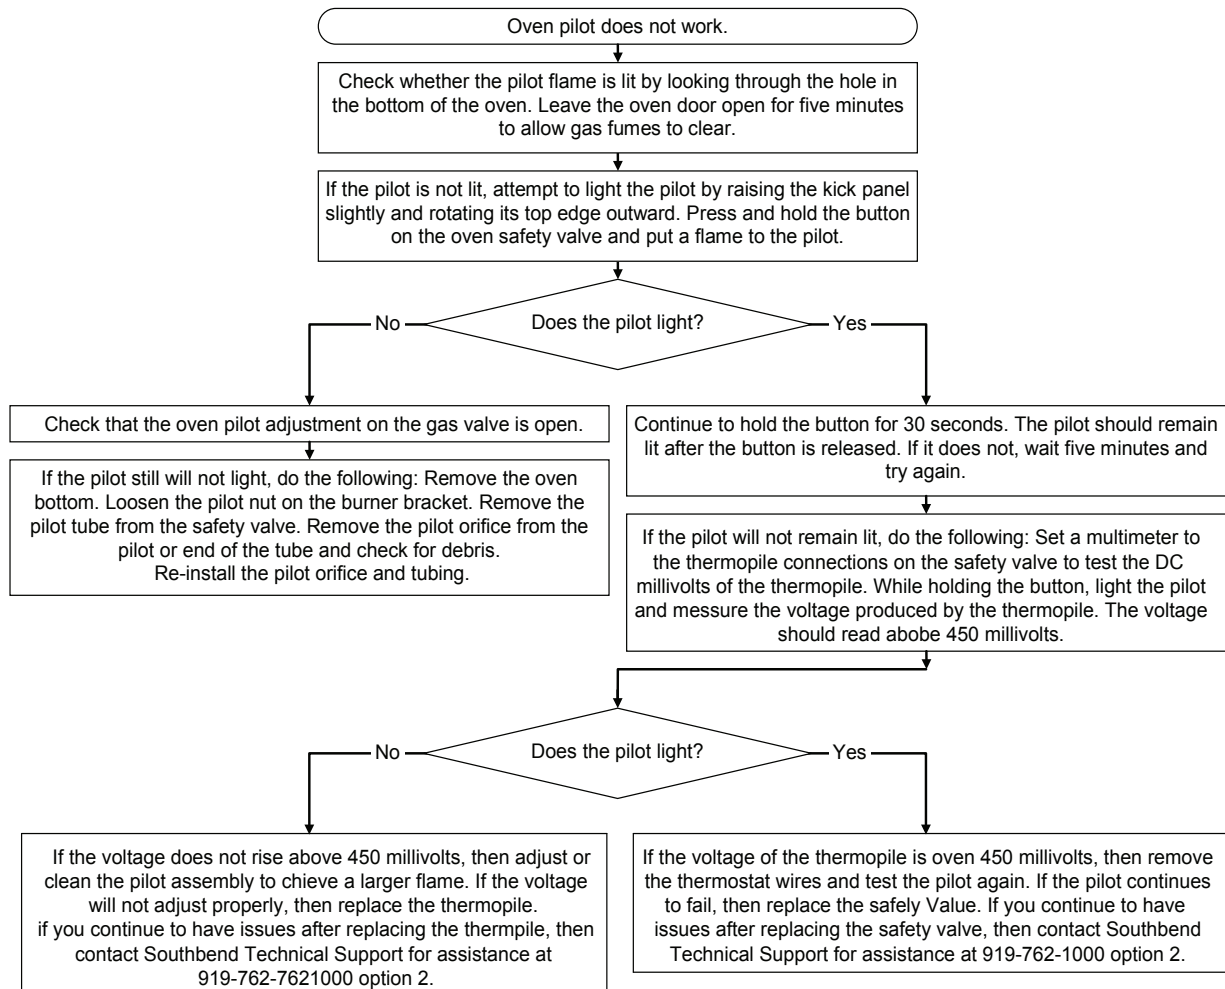 Oven pilot does not work.
Check whether the pilot flame is lit by looking through the hole in
the bottom of the oven. Leave the oven door open for five minutes
to allow gas fumes to clear.
If the pilot is not lit, attempt to light the pilot by raising the kick panel
slightly and rotating its top edge outward. Press and hold the button
on the oven safety valve and put a flame to the pilot.
Does the pilot light?
No
Yes
Check that the oven pilot adjustment on the gas valve is open.
If the pilot still will not light, do the following: Remove the oven
bottom. Loosen the pilot nut on the burner bracket. Remove the
pilot tube from the safety valve. Remove the pilot orifice from the
pilot or end of the tube and check for debris.
Re-install the pilot orifice and tubing.
Continue to hold the button for 30 seconds. The pilot should remain
lit after the button is released. If it does not, wait five minutes and
try again.
If the pilot will not remain lit, do the following: Set a multimeter to
the thermopile connections on the safety valve to test the DC
millivolts of the thermopile. While holding the button, light the pilot
and messure the voltage produced by the thermopile. The voltage
should read abobe 450 millivolts.
Does the pilot light?
No
Yes
If the voltage does not rise above 450 millivolts, then adjust or
clean the pilot assembly to chieve a larger flame. If the voltage
will not adjust properly, then replace the thermopile.
if you continue to have issues after replacing the thermpile, then
contact Southbend Technical Support for assistance at
919-762-7621000 option 2.
If the voltage of the thermopile is oven 450 millivolts, then remove
the thermostat wires and test the pilot again. If the pilot continues
to fail, then replace the safely Value. If you continue to have
issues after replacing the safety valve, then contact Southbend
Technical Support for assistance at 919-762-1000 option 2.